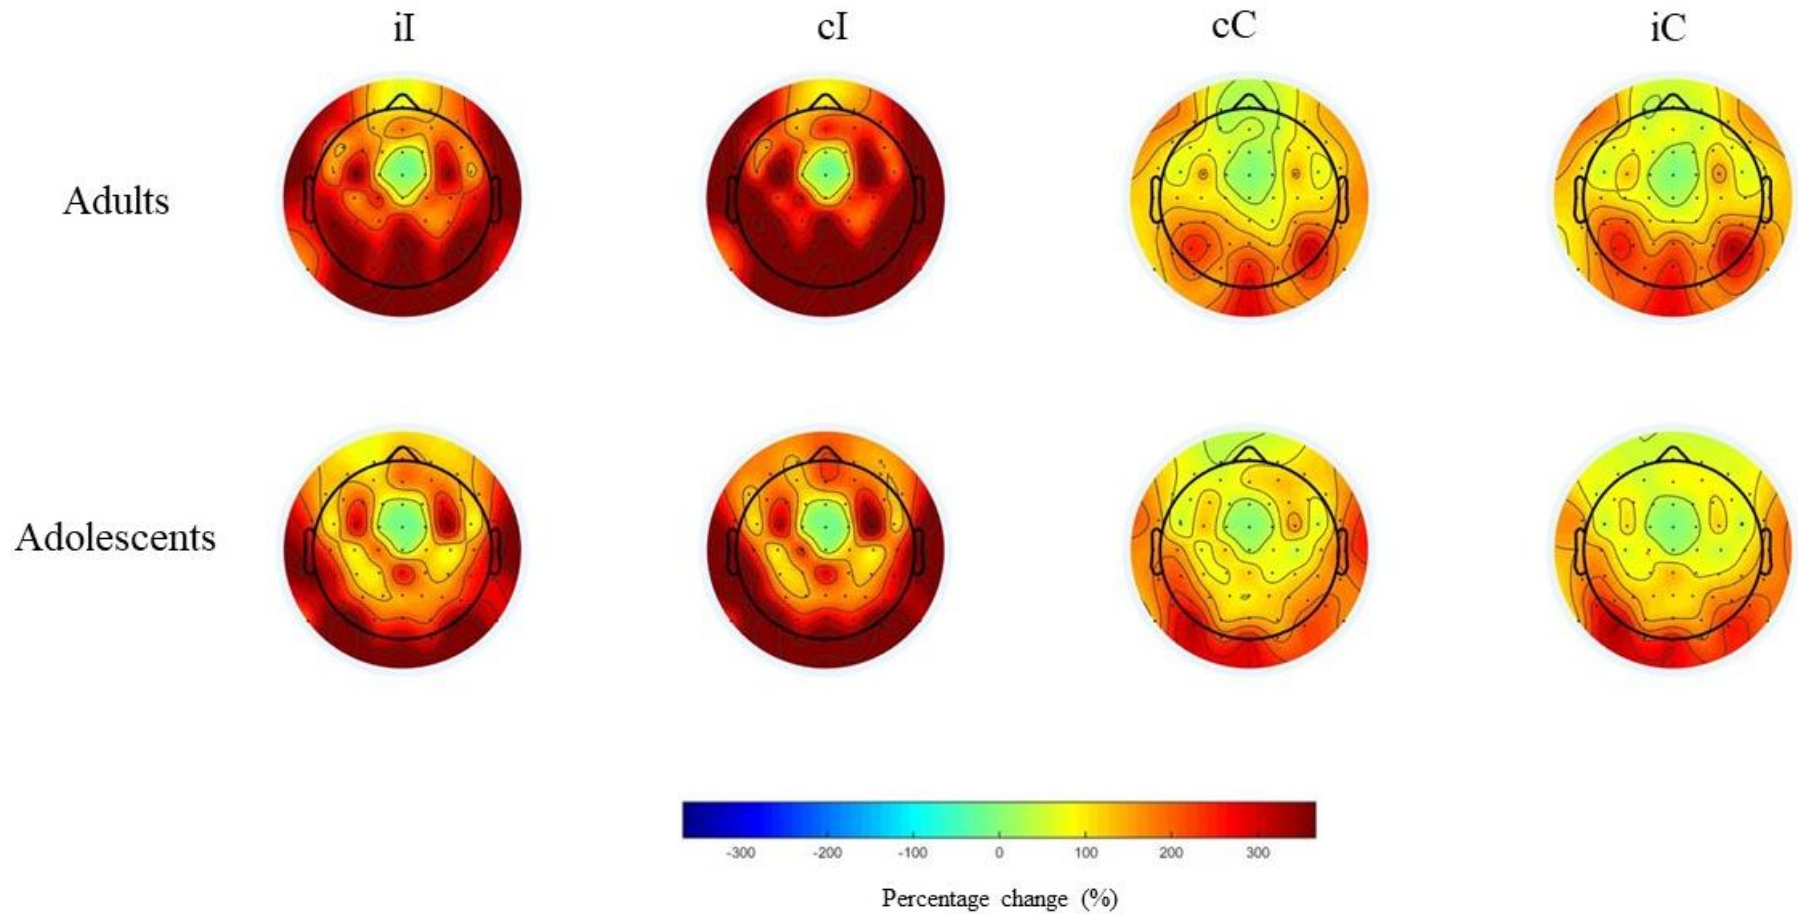 iI cI cC iC
Adults
Adolescents
-300 -200 -100 0 100 200 300
Percentage change (%)